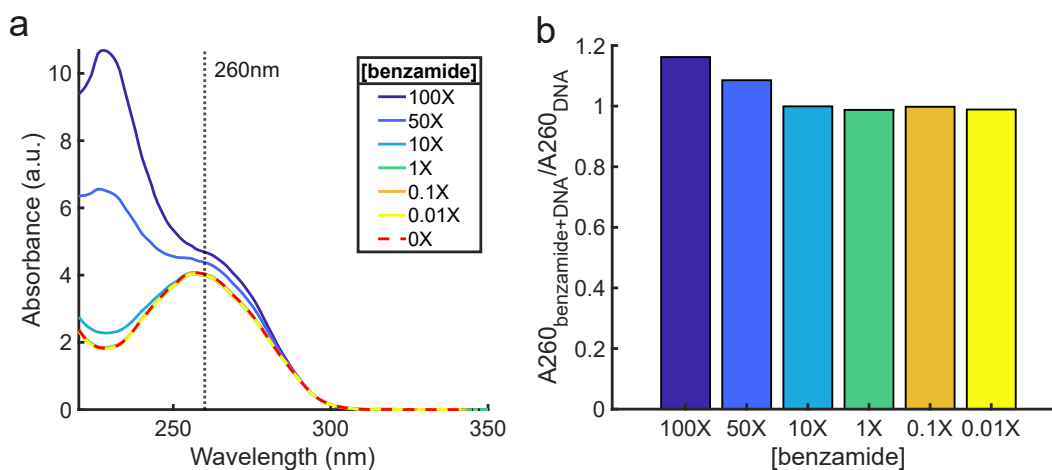 a
Absorbance (a.u.)
10
8
6
4
2
0
260nm
[benzamide]
100X
50X
10X
1X
0.1X
0.01X
0X
250
300
350
Wavelength (nm)
b
A260benzamide+DNA/A260DNA
1.2
1
0.8
0.6
0.4
0.2
0
100X 50X 10X 1X 0.1X 0.01X
[benzamide]